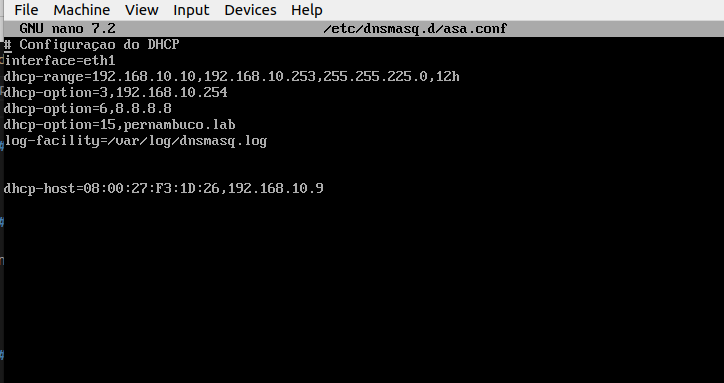 File Machine View Input Devices Help
GNU nano 7.2 /etc/dnsmasq.d/asa.conf
# Configuraçao do DHCP
interface=eth1
dhcp-range=192.168.10.10,192.168.10.253,255.255.225.0,12h
dhcp-option=3,192.168.10.254
dhcp-option=6,8.8.8.8
dhcp-option=15,pernambuco.lab
log-facility=/var/log/dnsmasq.log
dhcp-host=08:00:27:F3:1D:26,192.168.10.9